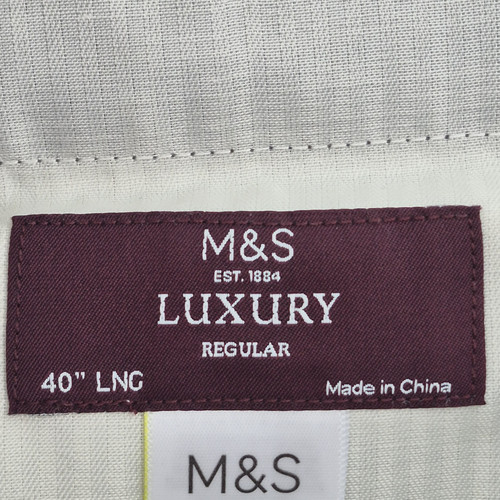 M&S
EST. 1884
LUXURY
REGULAR
40" LNG
Made in China
M&S